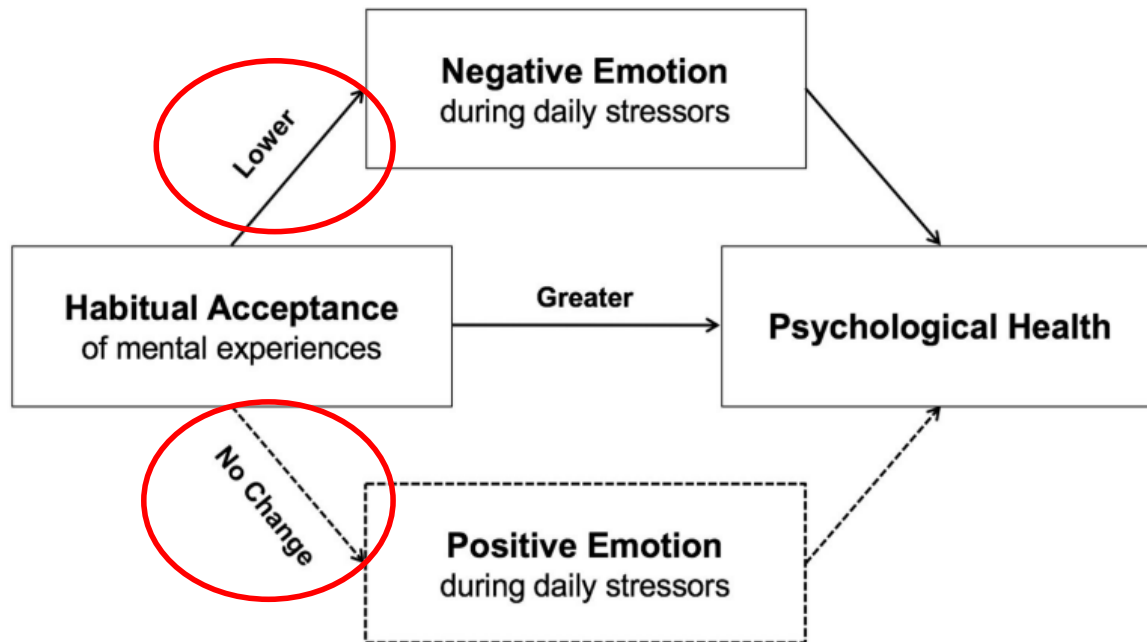 Negative Emotion
during daily stressors
Lower
Habitual Acceptance
of mental experiences
Greater
Psychological Health
No Change
Positive Emotion
during daily stressors